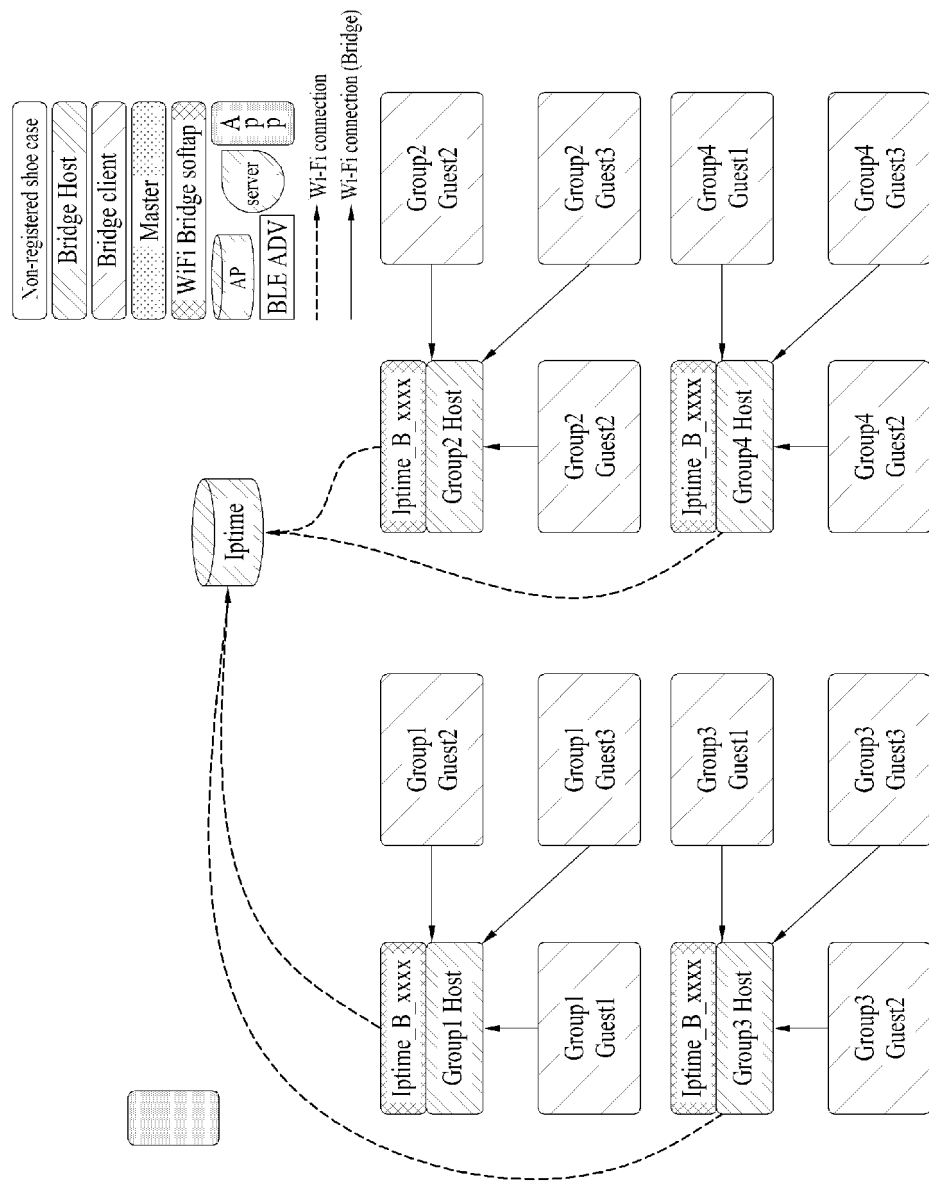 Non-registered shoe case
Bridge Host
Bridge client
Master
WiFi Bridge softap
AP
server
A
p
p
BLE ADV
Wi-Fi connection
Wi-Fi connection (Bridge)
Iptime
Iptime_B_xxxx
Group1 Host
Group1
Guest2
Group1
Guest1
Group1
Guest3
Iptime_B_xxxx
Group2 Host
Group2
Guest2
Group2
Guest2
Group2
Guest3
Iptime_B_xxxx
Group3 Host
Group3
Guest1
Group3
Guest2
Group3
Guest3
Iptime_B_xxxx
Group4 Host
Group4
Guest1
Group4
Guest2
Group4
Guest3